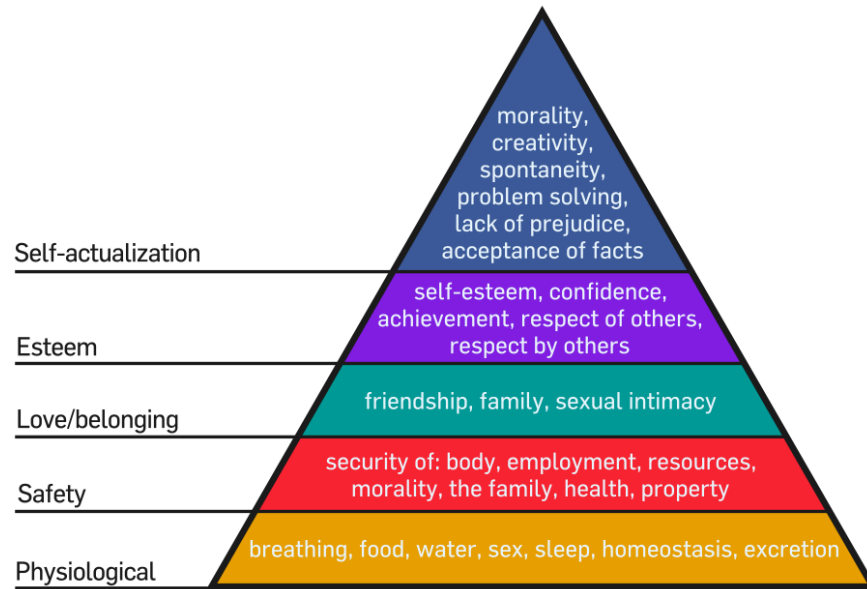 morality,
creativity,
spontaneity,
problem solving,
lack of prejudice,
acceptance of facts
Self-actualization
self-esteem, confidence,
achievement, respect of others,
respect by others
Esteem
friendship, family, sexual intimacy
Love/belonging
security of: body, employment, resources,
morality, the family, health, property
Safety
breathing, food, water, sex, sleep, homeostasis, excretion
Physiological